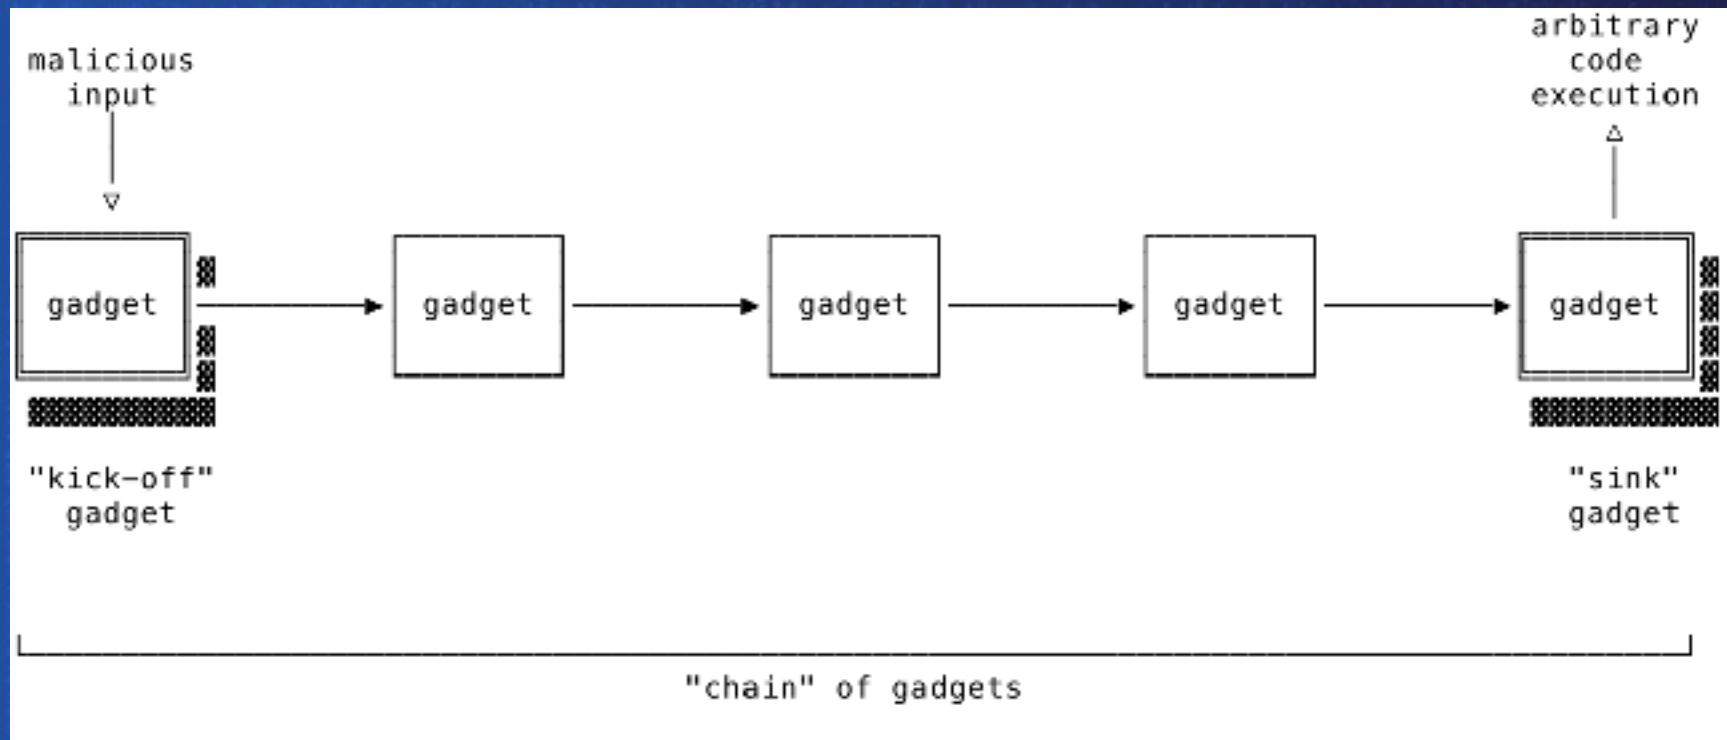 malicious
input
arbitrary
code
execution
gadget
gadget
gadget
gadget
gadget
"kick-off"
gadget
"sink"
gadget
"chain" of gadgets